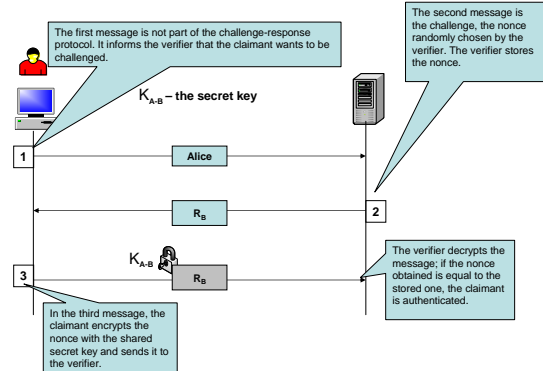 The first message is not part of the challenge-response
protocol. It informs the verifier that the claimant wants to be
challenged.
The second message is
the challenge, the nonce
randomly chosen by the
verifier. The verifier stores
the nonce.
K A-B – the secret key
1
Alice
R B
2
K A-B
3
R B
The verifier decrypts the
message; if the nonce
obtained is equal to the
stored one, the claimant
is authenticated.
In the third message, the
claimant encrypts the
nonce with the shared
secret key and sends it to
the verifier.